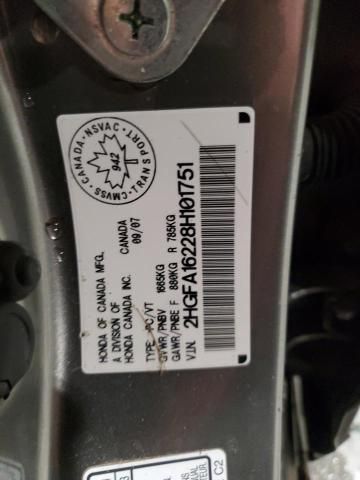 HONDA OF CANADA MFG.
A DIVISION OF
HONDA CANADA INC. CANADA
TYPE PC/VT 09/07
GVWR/PNBV 1665KG
GAWR/PNBE F 880KG R 785KG
V.I.N. 2HGFA16228H101751
CANADA-NSVAC-TRANSPORT
CMVSS
942
C2